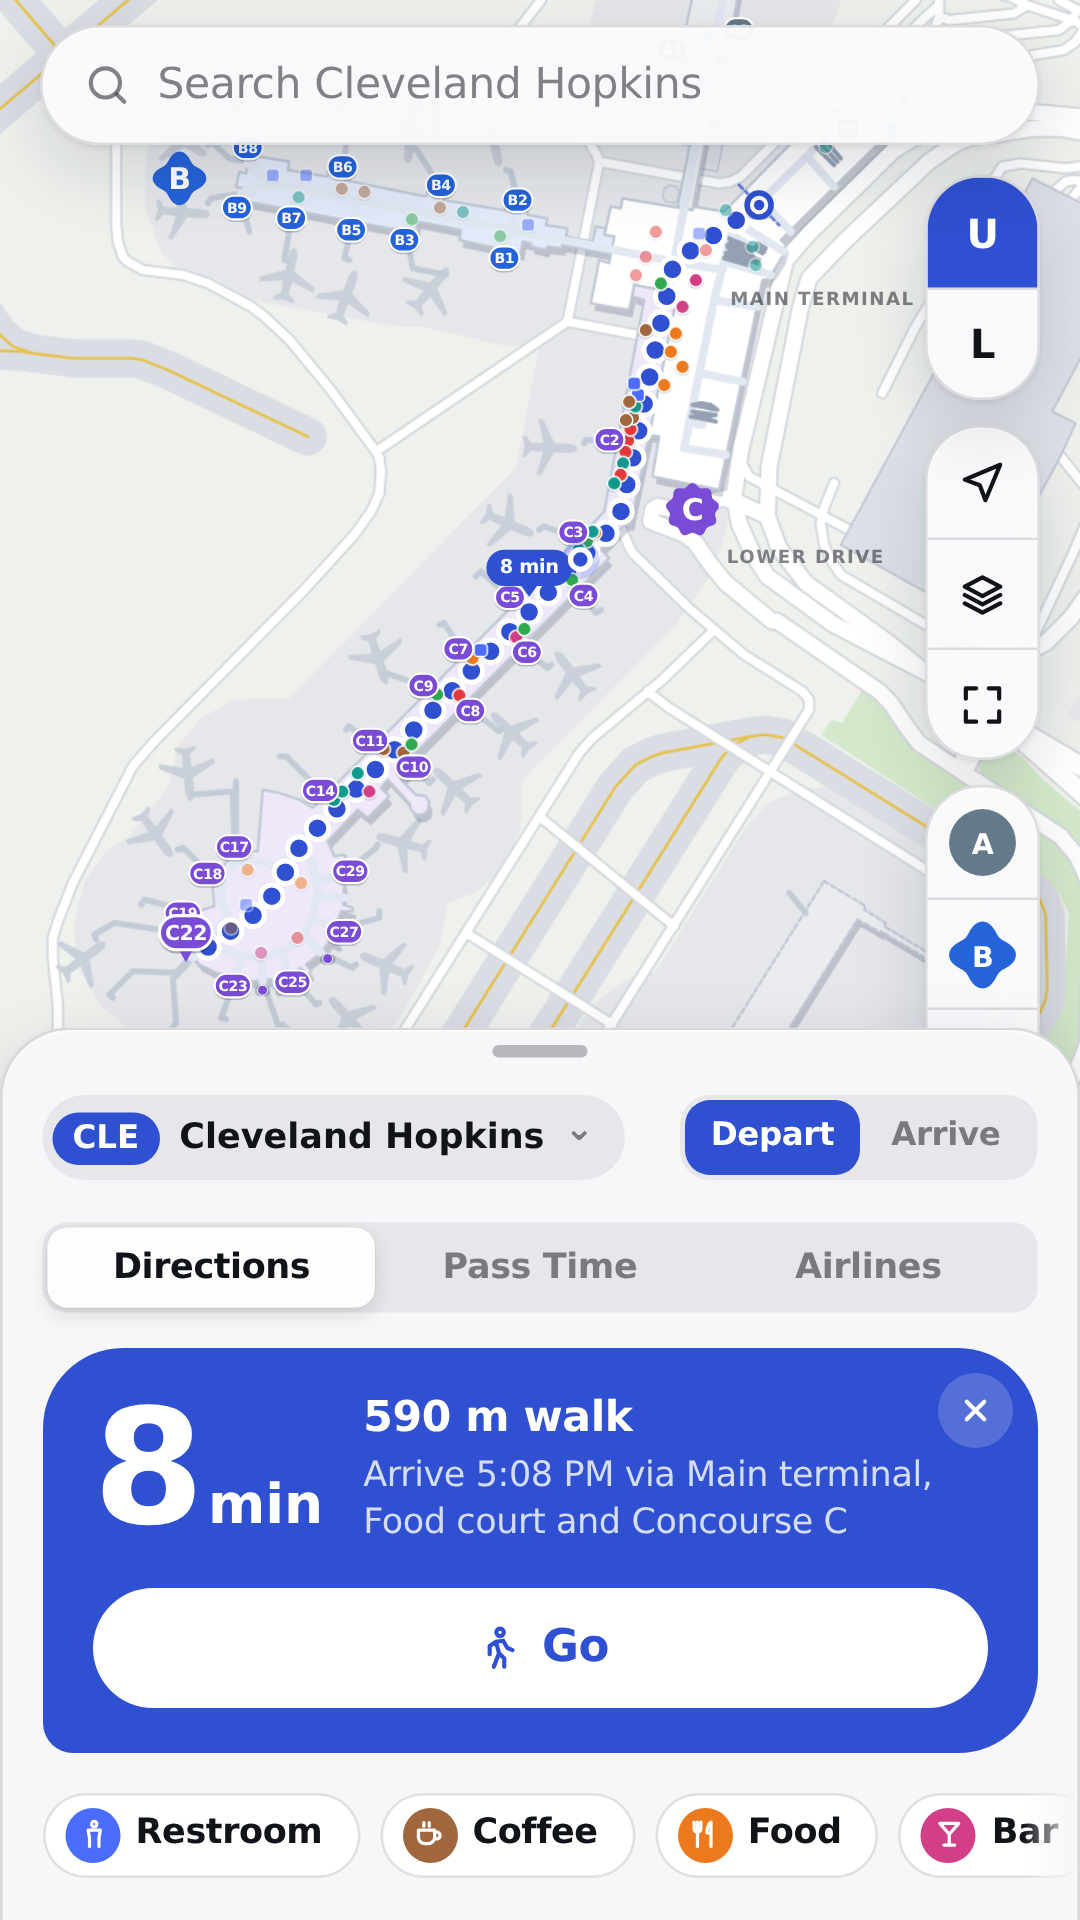 Search Cleveland Hopkins
B8
B
B6
B4
B2
B9
B7
B5
B3
B1
U
MAIN TERMINAL
L
C2
C
C3
LOWER DRIVE
8 min
C5
C4
C7
C6
C9
C8
C11
C10
C14
C17
C18
C29
C19
C22
C27
C23
C25
A
B
CLE
Cleveland Hopkins
Depart
Arrive
Directions
Pass Time
Airlines
8 min
590 m walk
Arrive 5:08 PM via Main terminal,
Food court and Concourse C
Go
Restroom
Coffee
Food
Bar